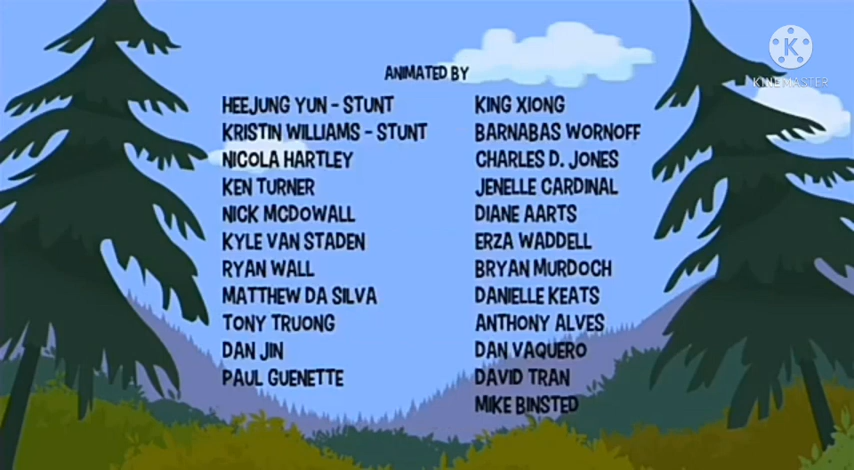 ANIMATED BY
HEEJUNG YUN - STUNT
KRISTIN WILLIAMS - STUNT
NICOLA HARTLEY
KEN TURNER
NICK MCDOWALL
KYLE VAN STADEN
RYAN WALL
MATTHEW DA SILVA
TONY TRUONG
DAN JIN
PAUL GUENETTE
KING XIONG
BARNABAS WORNOFF
CHARLES D. JONES
JENELLE CARDINAL
DIANE AARTS
ERZA WADDELL
BRYAN MURDOCH
DANIELLE KEATS
ANTHONY ALVES
DAN VAQUERO
DAVID TRAN
MIKE BINSTED
K
KINEMASTER